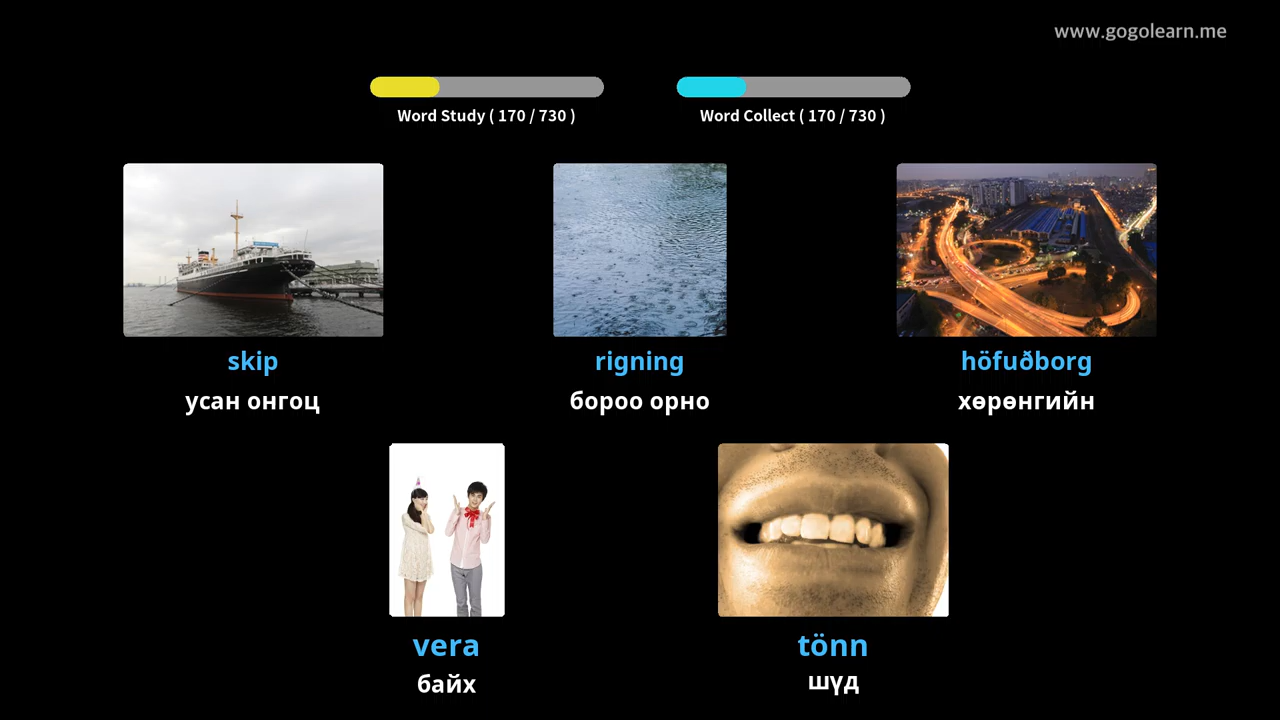 www.gogolearn.me
Word Study ( 170 / 730 )
Word Collect ( 170 / 730 )
skip
усан онгоц
rigning
бороо орно
höfuðborg
хөрөнгийн
vera
байх
tönn
шүд